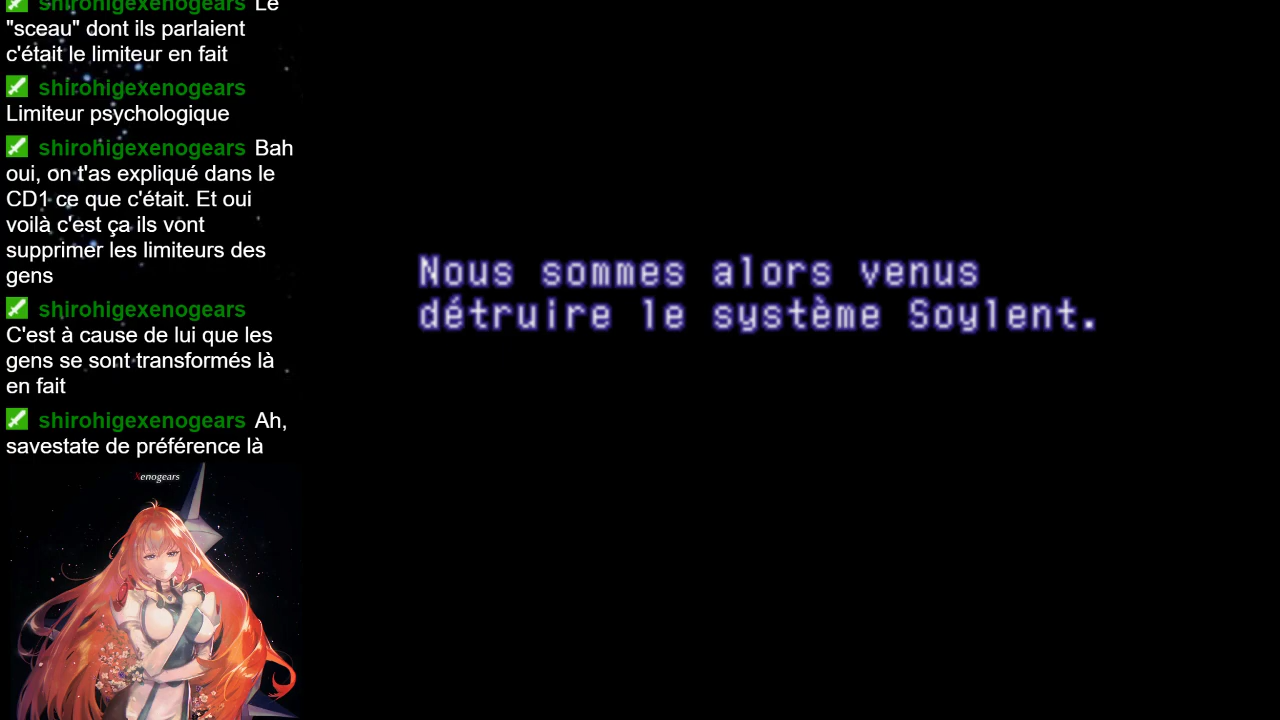 shirohigexenogears Le
"sceau" dont ils parlaient
c'était le limiteur en fait
shirohigexenogears
Limiteur psychologique
shirohigexenogears Bah
oui, on t'as expliqué dans le
CD1 ce que c'était. Et oui
voilà c'est ça ils vont
supprimer les limiteurs des
gens
shirohigexenogears
C'est à cause de lui que les
gens se sont transformés là
en fait
shirohigexenogears Ah,
savestate de préférence là
Xenogears
Nous sommes alors venus
détruire le système Soylent.